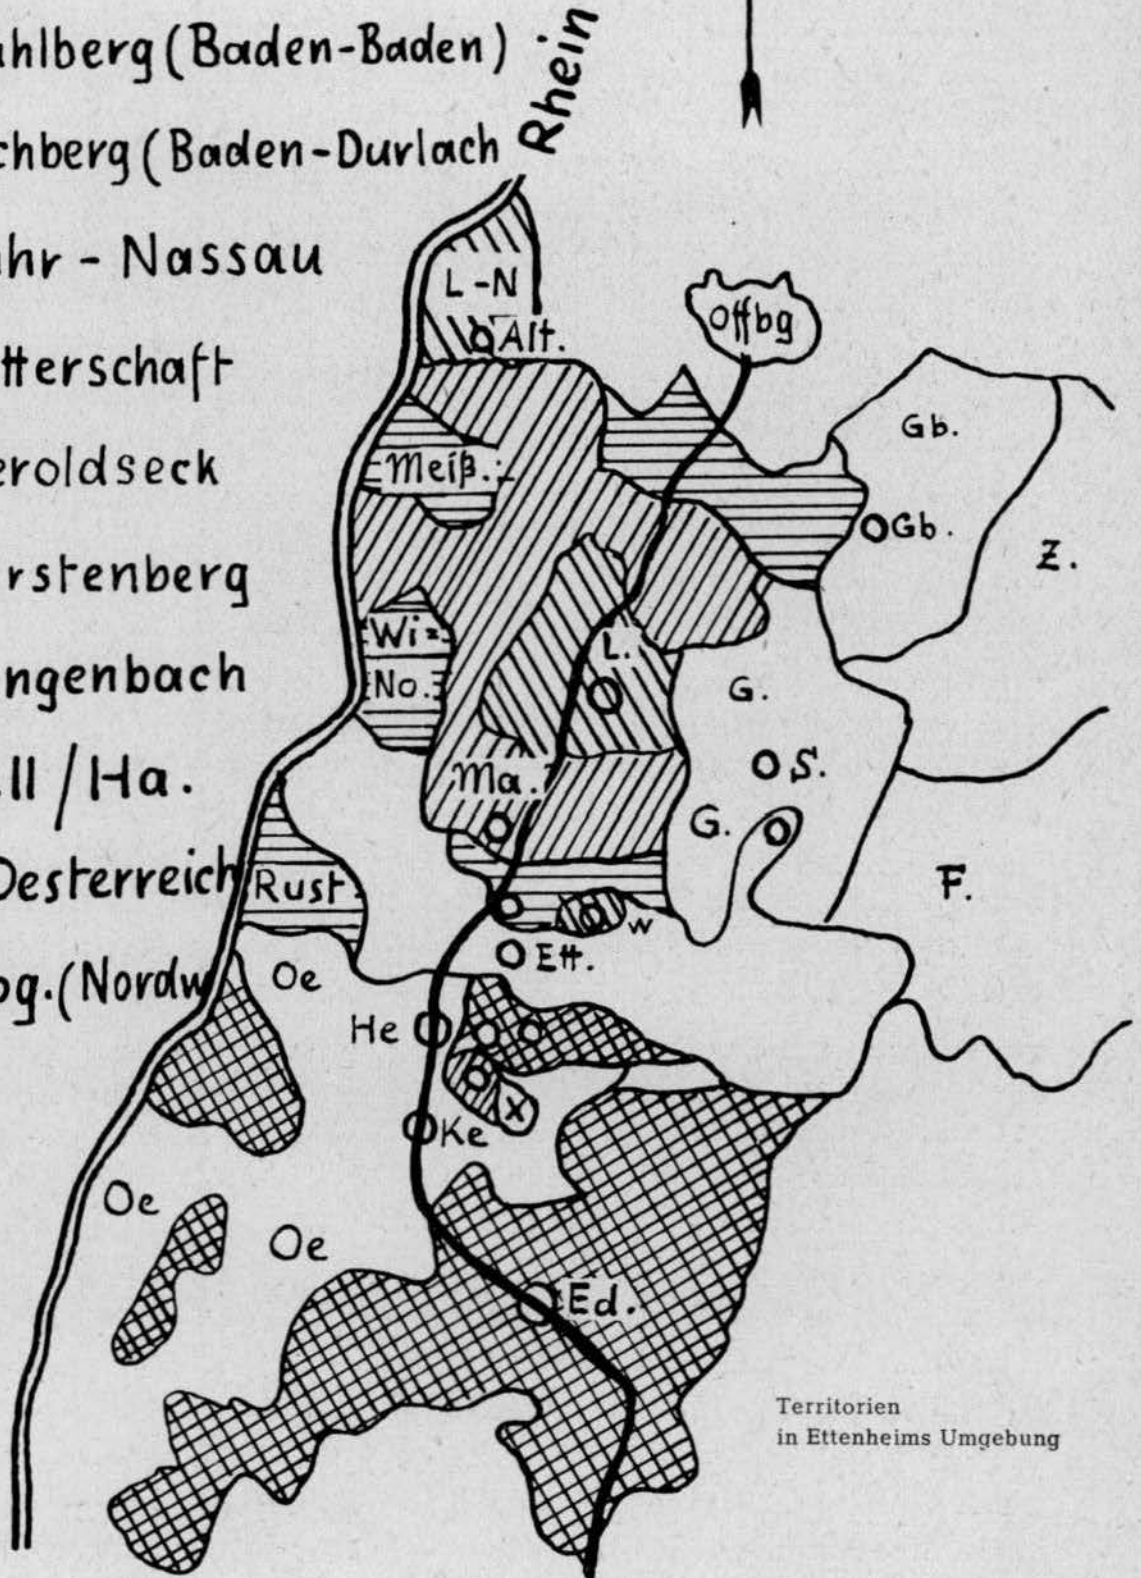 ahlberg (Baden-Baden)
chberg (Baden-Durlach
Rhein
ahr - Nassau
tterschaft
eroldseck
rstenberg
ngenbach
ll / Ha.
Oesterreich
bg. (Nordw
L-N
Alt.
Offbg
Gb.
Meiß.
Gb.
Z.
Wi
L.
No.
G.
Ma.
S.
G.
Rust
F.
w
Ett.
Oe
He
x
Ke
Oe
Oe
Ed.
Territorien
in Ettenheims Umgebung